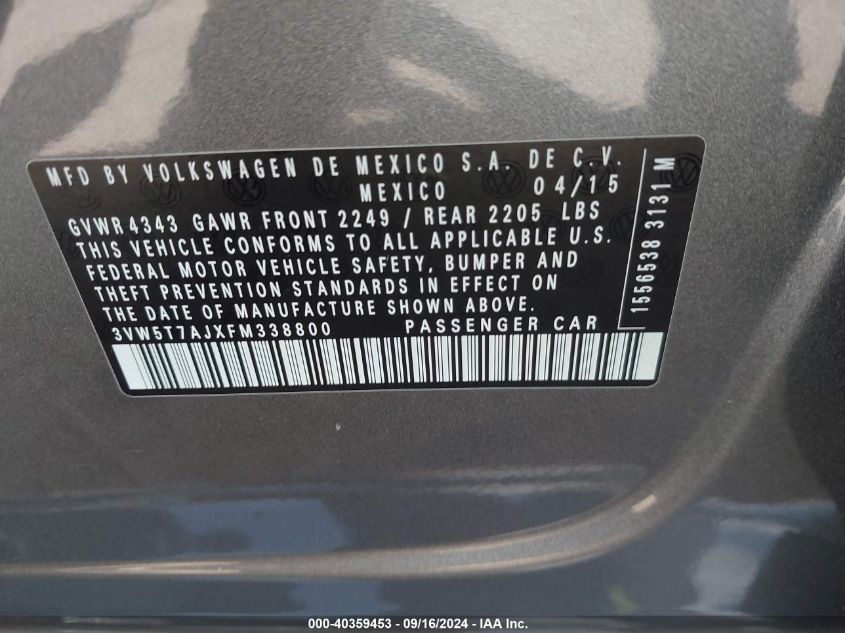 MFD BY VOLKSWAGEN DE MEXICO S.A. DE C.V.
MEXICO 04/15
GVWR 4343 GAWR FRONT 2249 / REAR 2205 LBS
THIS VEHICLE CONFORMS TO ALL APPLICABLE U.S.
FEDERAL MOTOR VEHICLE SAFETY, BUMPER AND
THEFT PREVENTION STANDARDS IN EFFECT ON
THE DATE OF MANUFACTURE SHOWN ABOVE.
3VW5T7AJXFM338800 PASSENGER CAR
1556538 3131 M
000-40359453 - 09/16/2024 - IAA Inc.